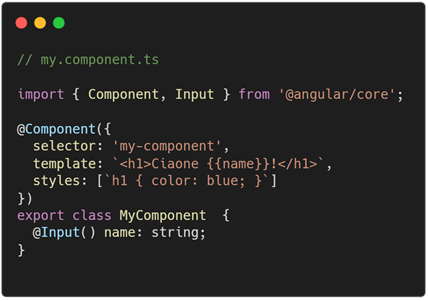 // my.component.ts
import { Component, Input } from '@angular/core';
@Component({
  selector: 'my-component',
  template: `<h1>Ciaone {{name}}!</h1>`,
  styles: [`h1 { color: blue; }`]
})
export class MyComponent  {
  @Input() name: string;
}